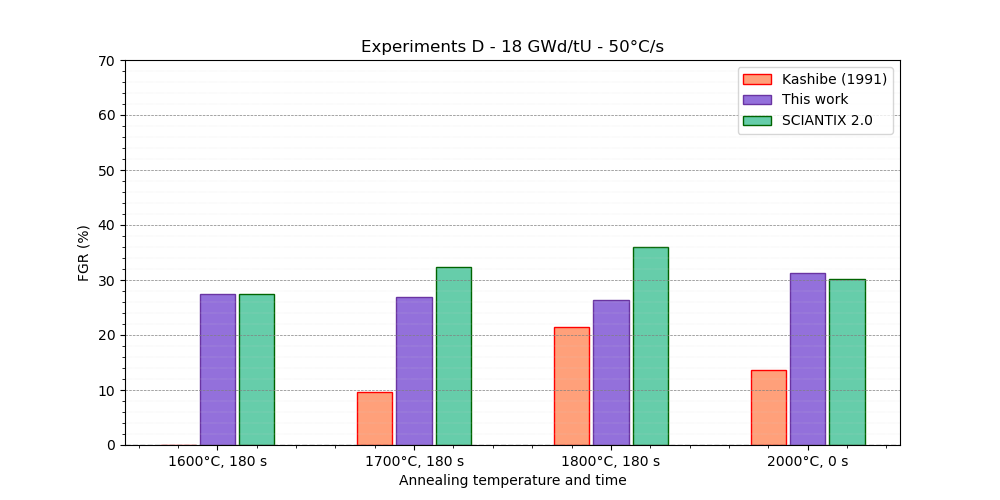 Experiments D - 18 GWd/tU - 50°C/s
Kashibe (1991)
This work
SCIANTIX 2.0
FGR (%)
70
60
50
40
30
20
10
0
1600°C, 180 s
1700°C, 180 s
1800°C, 180 s
2000°C, 0 s
Annealing temperature and time